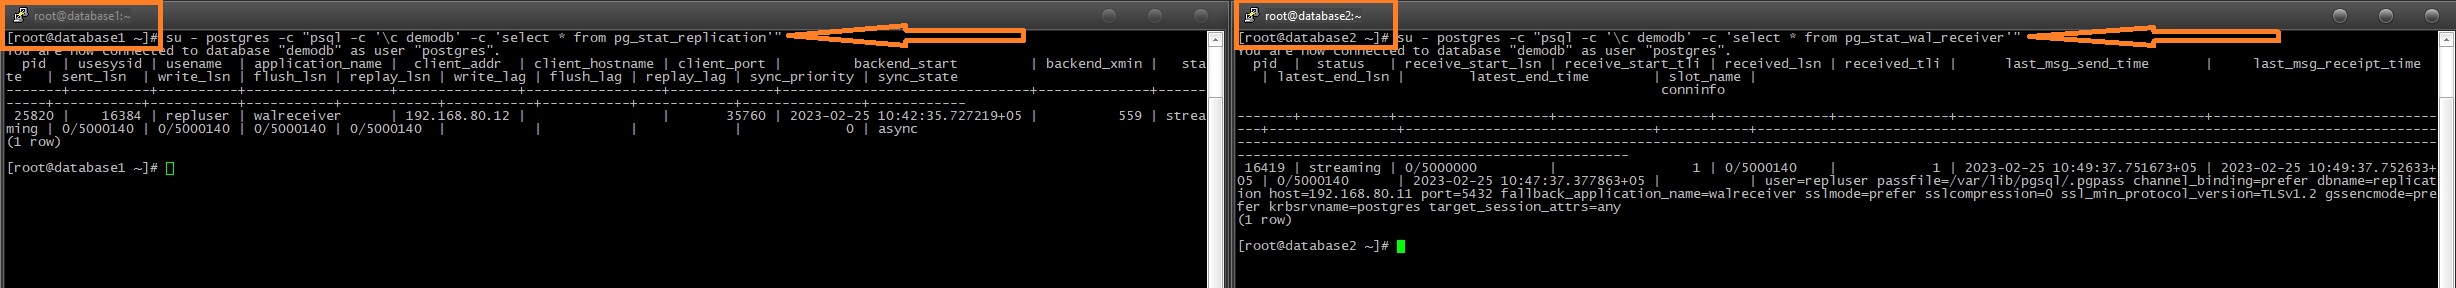 root@database1:~
[root@database1 ~]# su - postgres -c "psql -c '\c demodb' -c 'select * from pg_stat_replication'"
You are now connected to database "demodb" as user "postgres".
  pid  | usesysid | usename  | application_name |  client_addr  | client_hostname | client_port |         backend_start         | backend_xmin |   sta
te   | sent_lsn  | write_lsn | flush_lsn | replay_lsn | write_lag | flush_lag | replay_lag | sync_priority | sync_state
-------+----------+----------+------------------+---------------+-----------------+-------------+-------------------------------+--------------+------
-----+-----------+-----------+-----------+------------+-----------+-----------+------------+---------------+------------
 25820 |    16384 | repluser | walreceiver      | 192.168.80.12 |                 |       35760 | 2023-02-25 10:42:35.727219+05 |          559 | strea
ming | 0/5000140 | 0/5000140 | 0/5000140 | 0/5000140  |           |           |            |             0 | async
(1 row)
[root@database1 ~]#
root@database2:~
[root@database2 ~]# su - postgres -c "psql -c '\c demodb' -c 'select * from pg_stat_wal_receiver'"
You are now connected to database "demodb" as user "postgres".
  pid  |  status   | receive_start_lsn | receive_start_tli | received_lsn | received_tli |      last_msg_send_time       |     last_msg_receipt_time
   | latest_end_lsn |        latest_end_time        | slot_name |
conninfo
-------+-----------+-------------------+-------------------+--------------+--------------+-------------------------------+----------------------------
---+----------------+-------------------------------+-----------+--------------------------------------------------------------------------------------
------------------------------------------------
 16419 | streaming | 0/5000000         |                 1 | 0/5000140    |            1 | 2023-02-25 10:49:37.751673+05 | 2023-02-25 10:49:37.752633+
05 | 0/5000140      | 2023-02-25 10:47:37.377863+05 |           | user=repluser passfile=/var/lib/pgsql/.pgpass channel_binding=prefer dbname=replicat
ion host=192.168.80.11 port=5432 fallback_application_name=walreceiver sslmode=prefer sslcompression=0 ssl_min_protocol_version=TLSv1.2 gssencmode=pre
fer krbsrvname=postgres target_session_attrs=any
(1 row)
[root@database2 ~]#